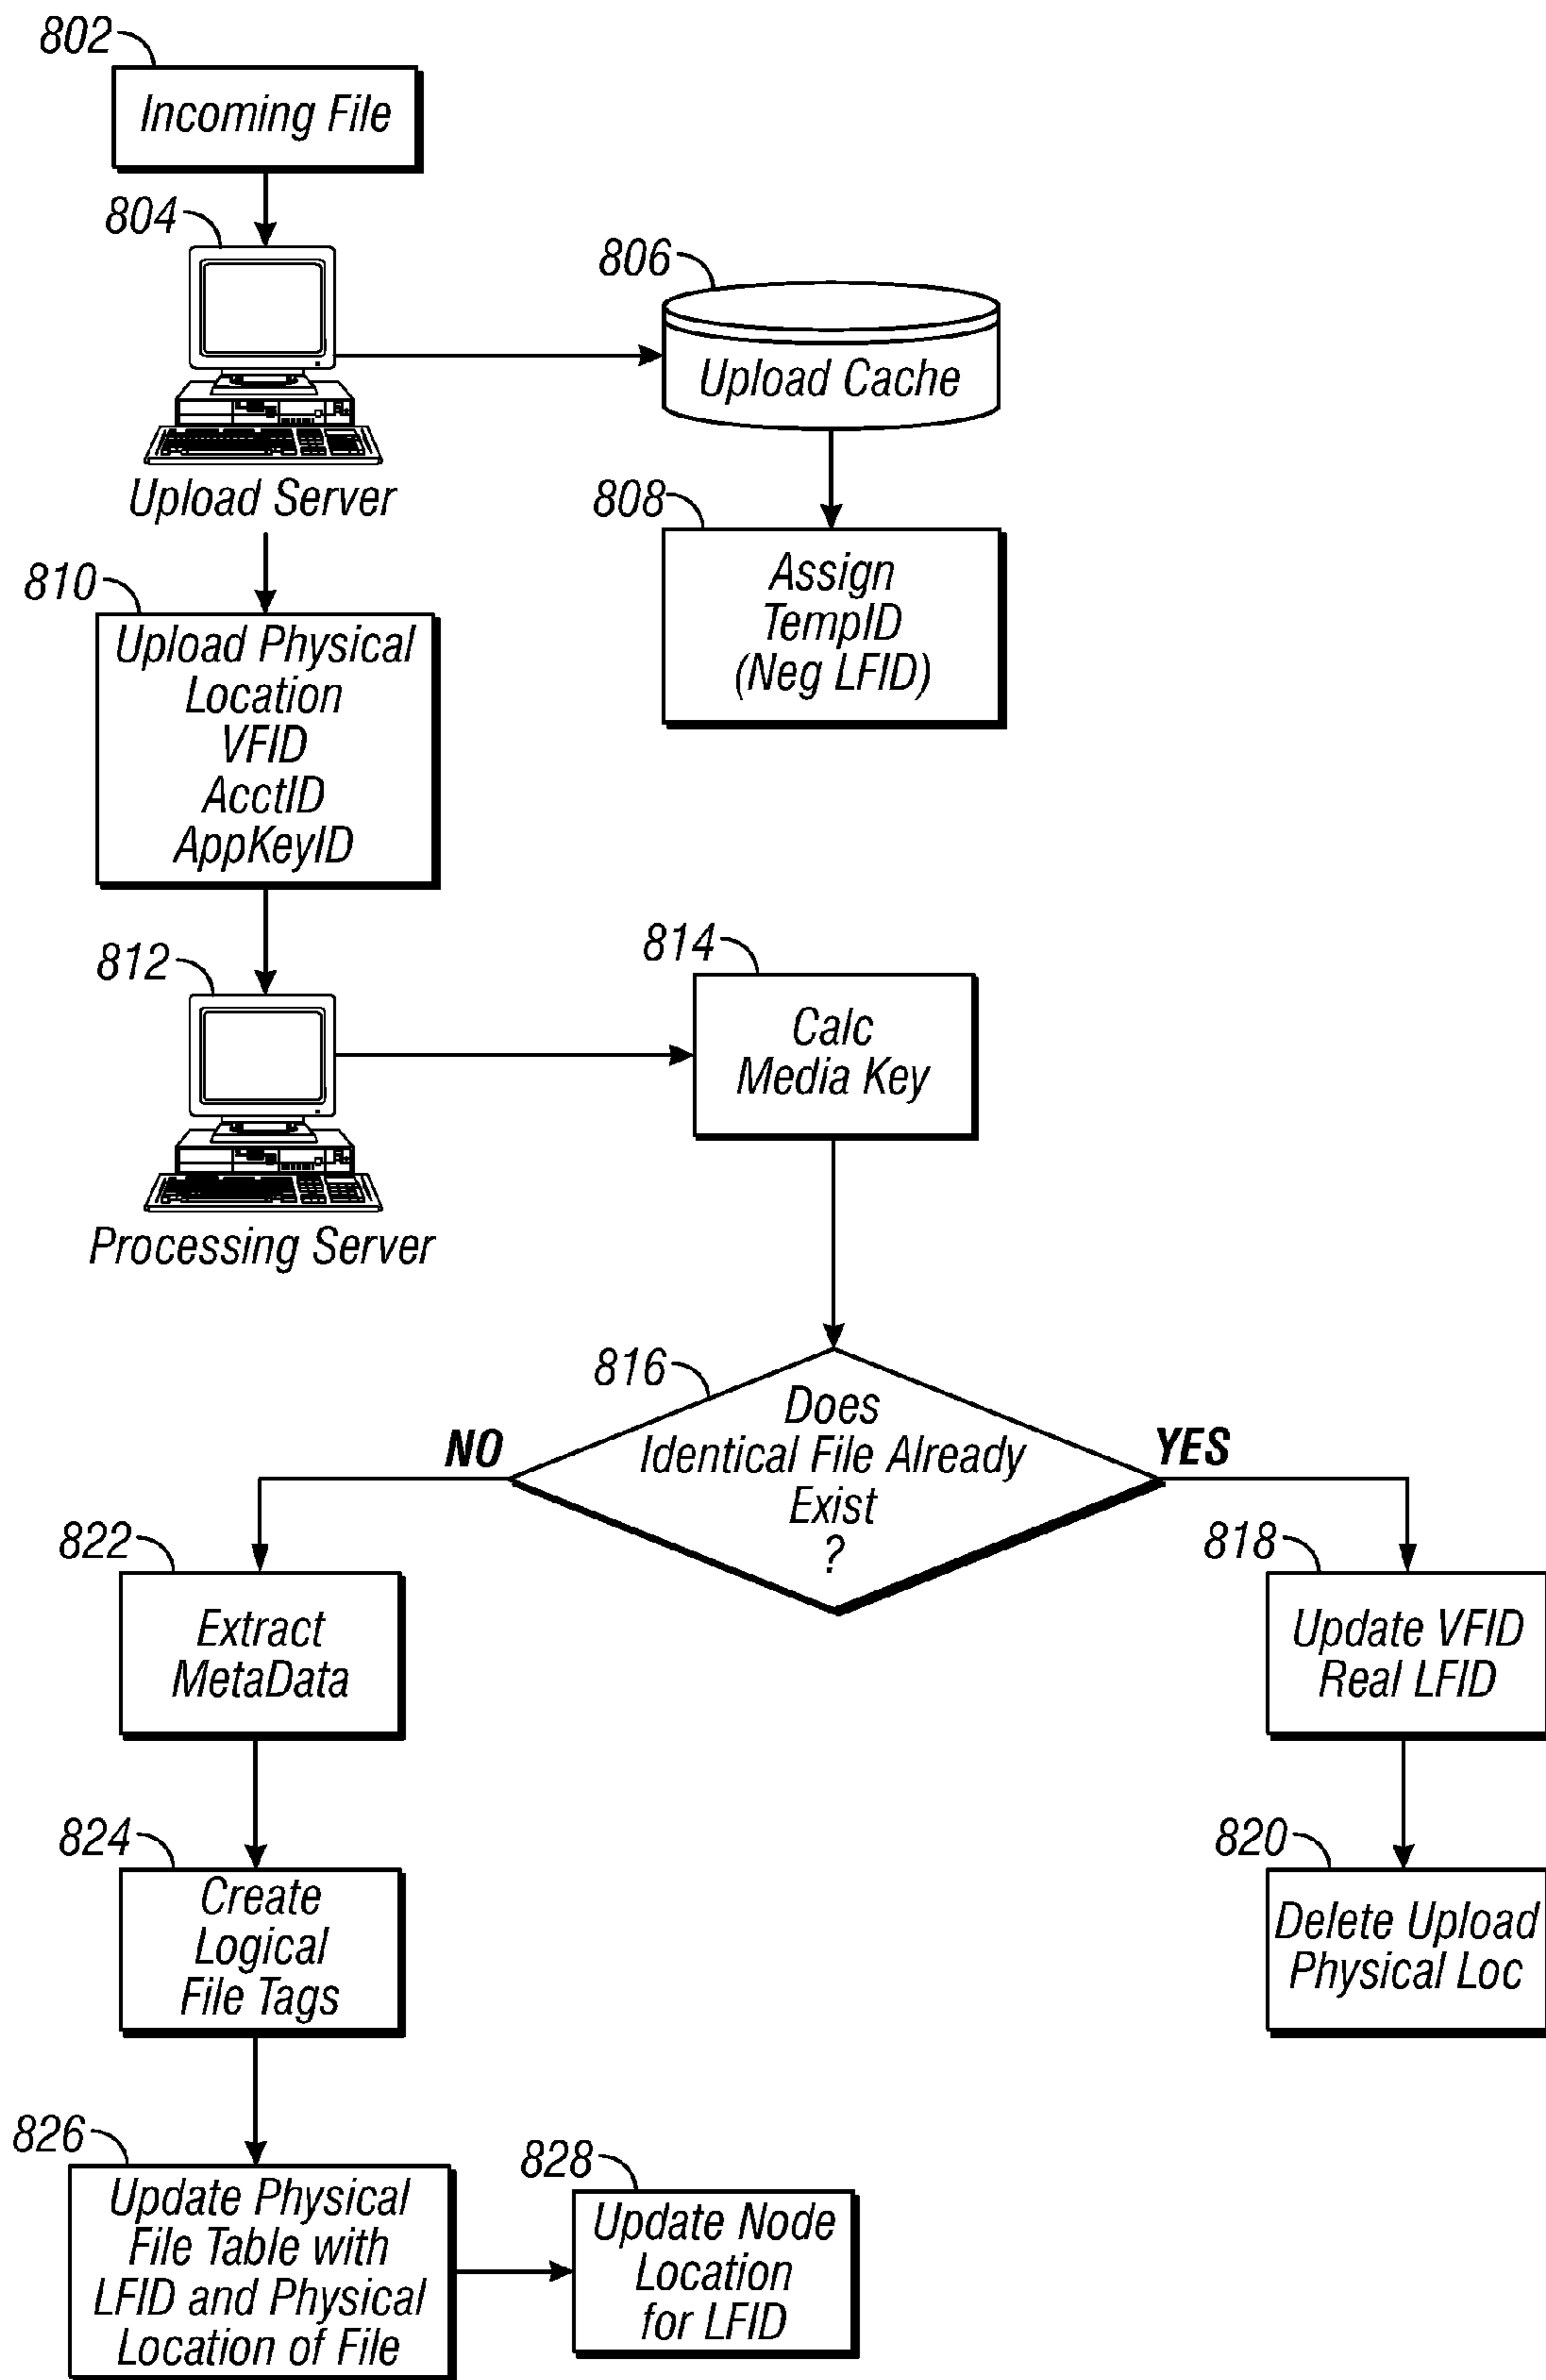 802
Incoming File
804
Upload Server
806
Upload Cache
808
Assign
TempID
(Neg LFID)
810
Upload Physical
Location
VFID
AcctID
AppKeyID
812
Processing Server
814
Calc
Media Key
816
Does
Identical File Already
Exist
?
NO
YES
822
Extract
MetaData
818
Update VFID
Real LFID
824
Create
Logical
File Tags
820
Delete Upload
Physical Loc
826
Update Physical
File Table with
LFID and Physical
Location of File
828
Update Node
Location
for LFID